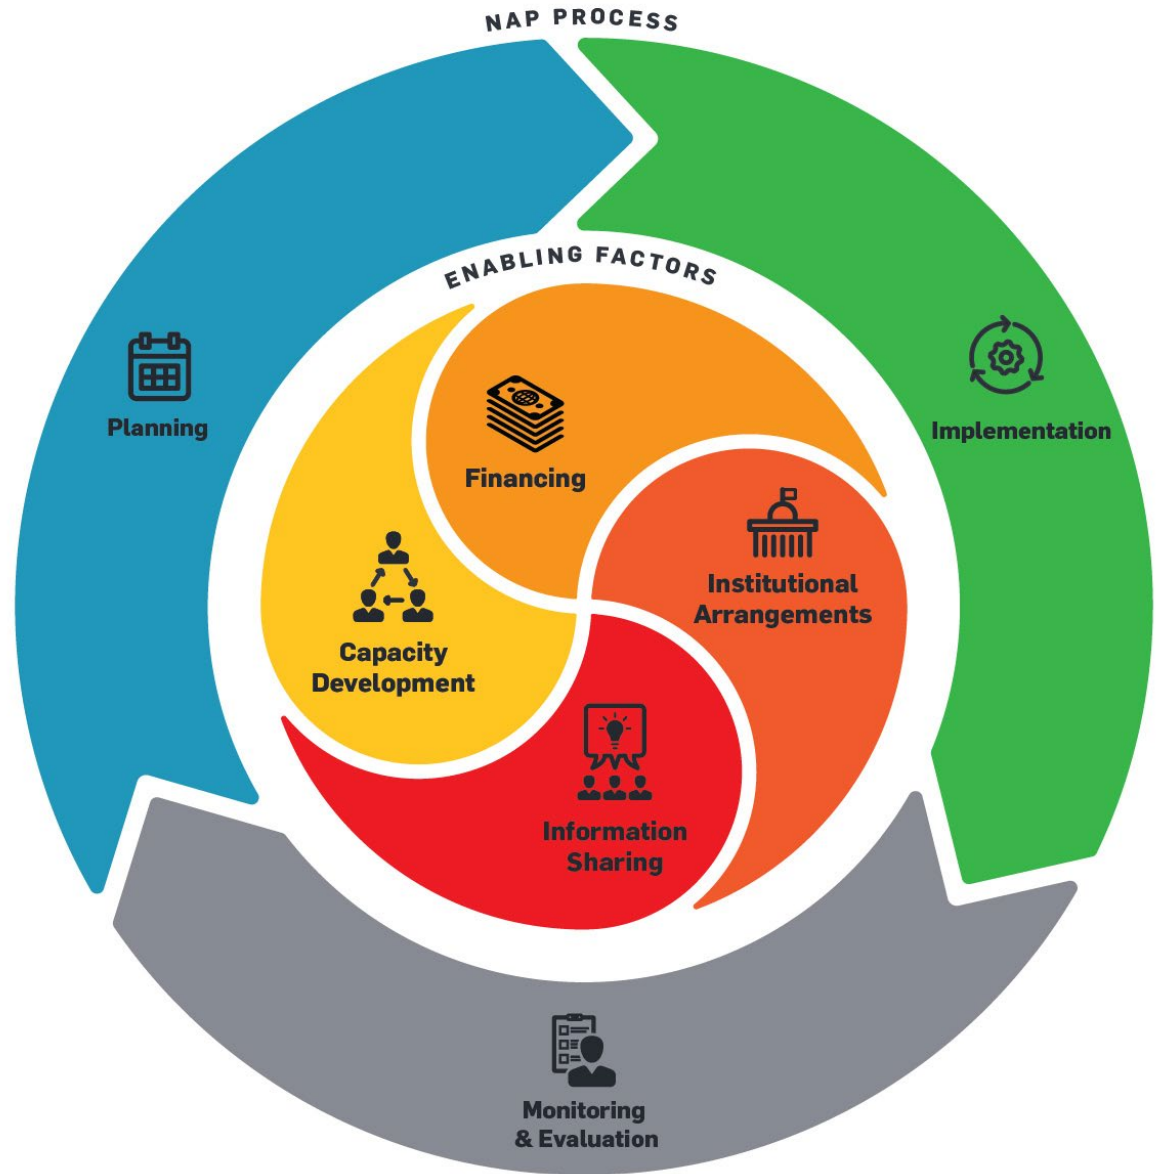 NAP PROCESS
ENABLING FACTORS
Planning
Implementation
Financing
Institutional
Arrangements
Capacity
Development
Information
Sharing
Monitoring
& Evaluation